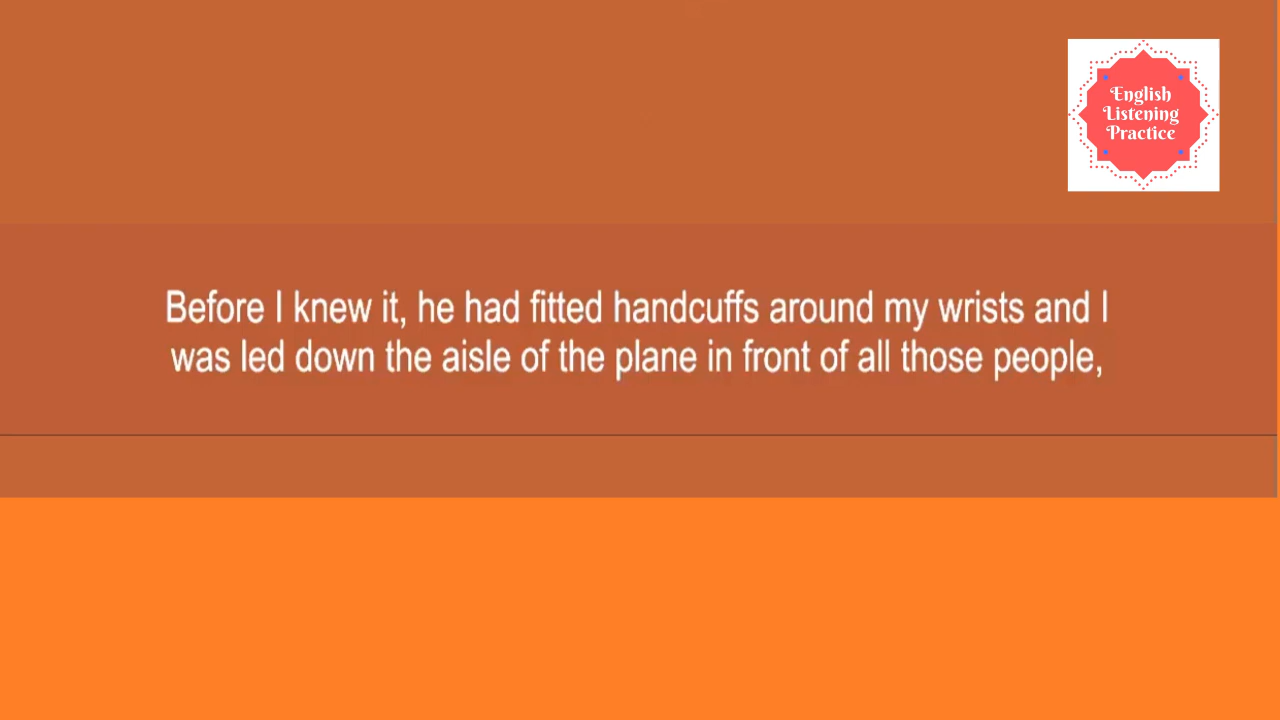 English
Listening
Practice
Before I knew it, he had fitted handcuffs around my wrists and I
was led down the aisle of the plane in front of all those people,